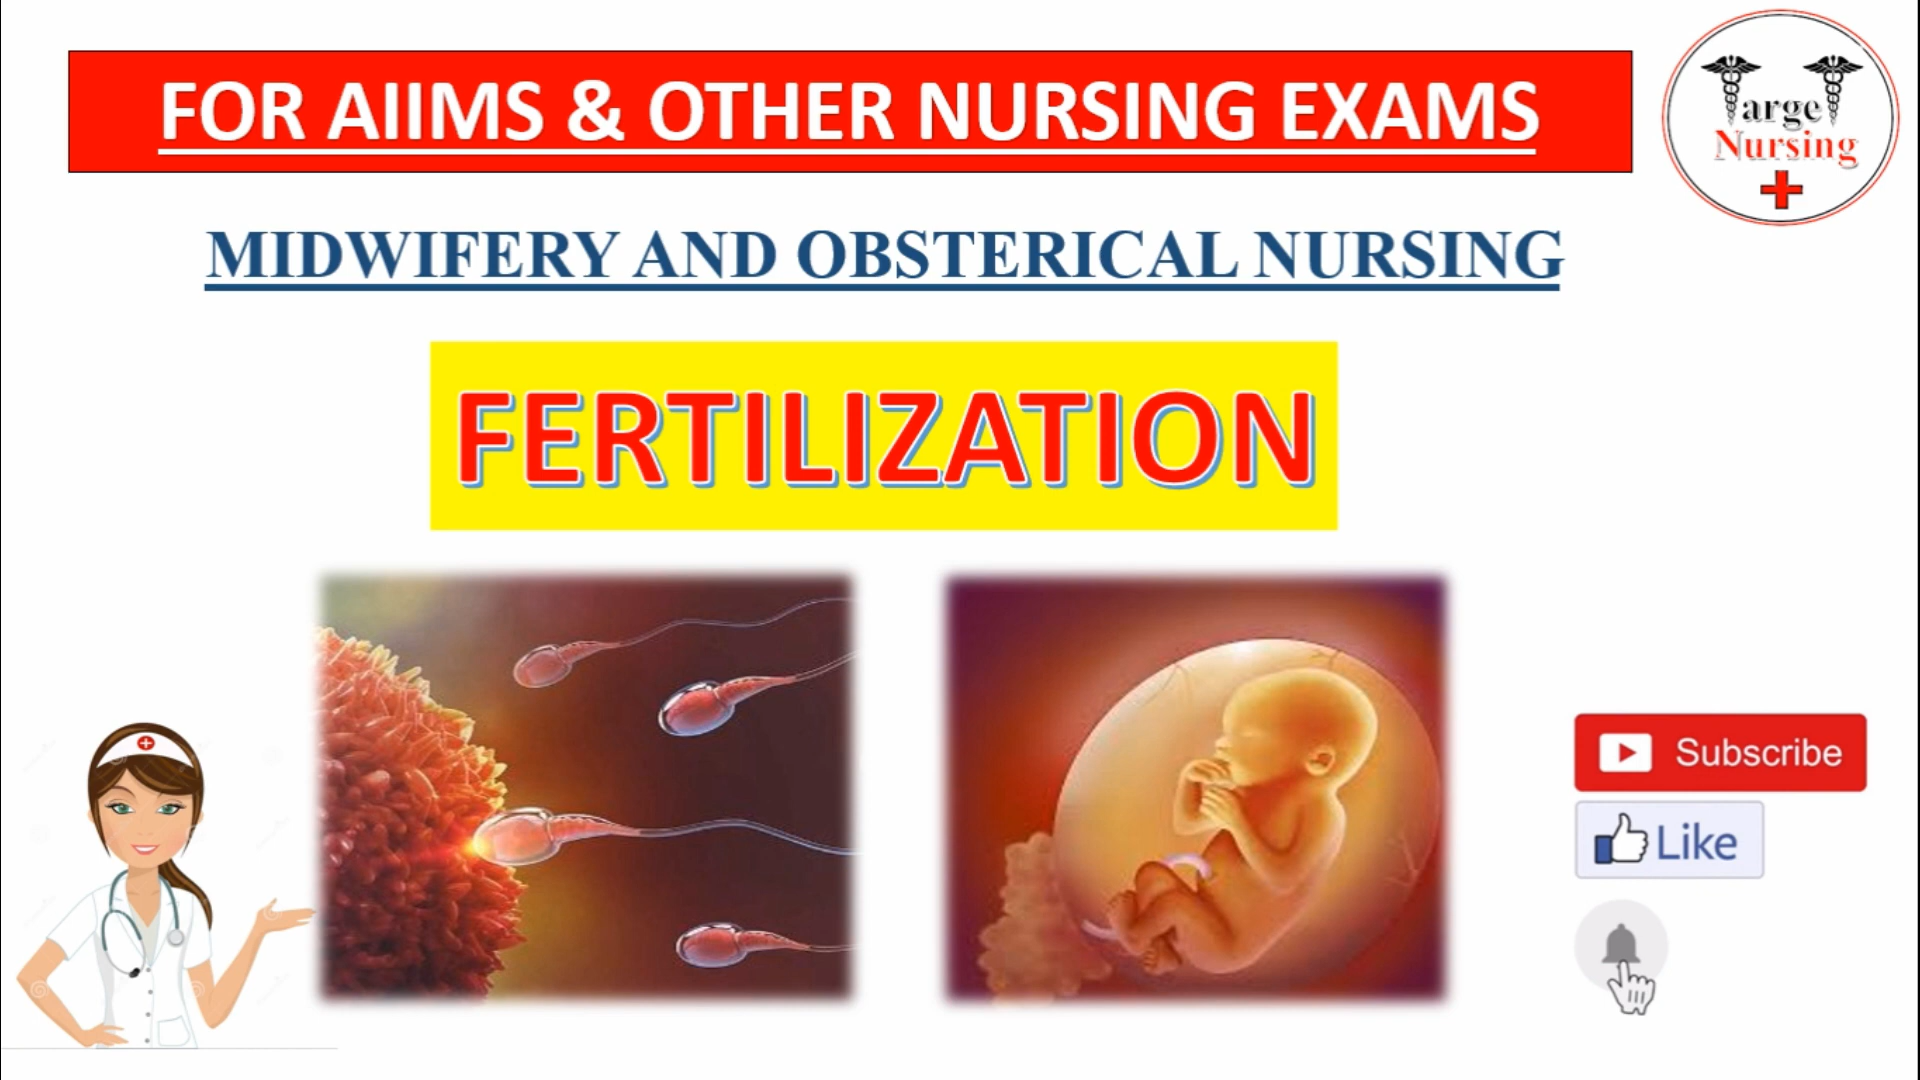 FOR AIIMS & OTHER NURSING EXAMS
arge
Nursing
MIDWIFERY AND OBSTERICAL NURSING
FERTILIZATION
Subscribe
Like